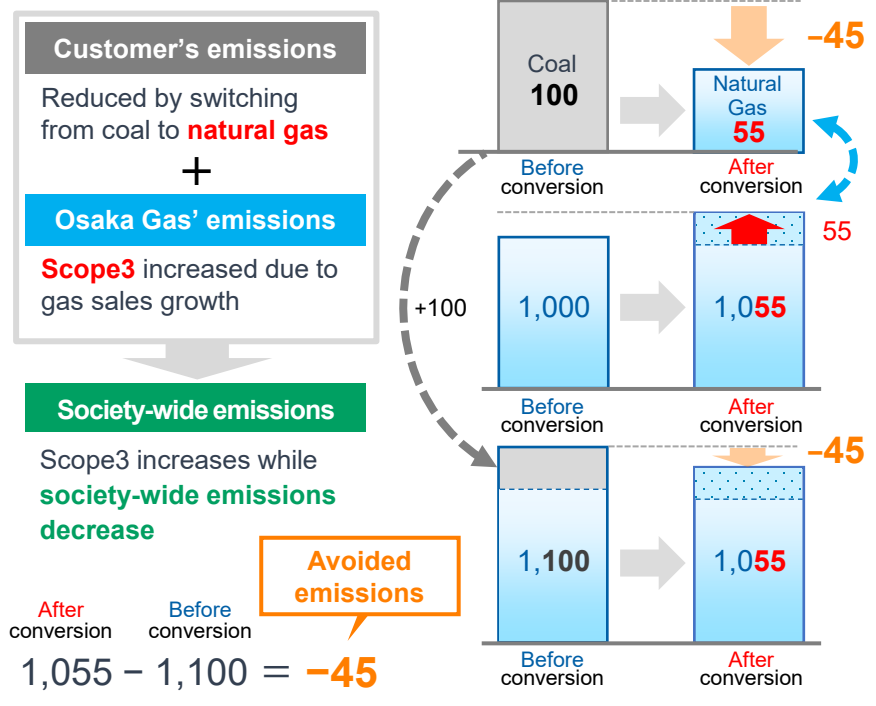 Customer’s emissions
Reduced by switching
from coal to natural gas
+
Osaka Gas’ emissions
Scope3 increased due to
gas sales growth
Society-wide emissions
Scope3 increases while
society-wide emissions
decrease
Avoided
emissions
After
conversion
Before
conversion
1,055 − 1,100 = −45
Coal
100
−45
Natural
Gas
55
Before
conversion
After
conversion
55
+100
1,000
1,055
Before
conversion
After
conversion
−45
1,100
1,055
Before
conversion
After
conversion